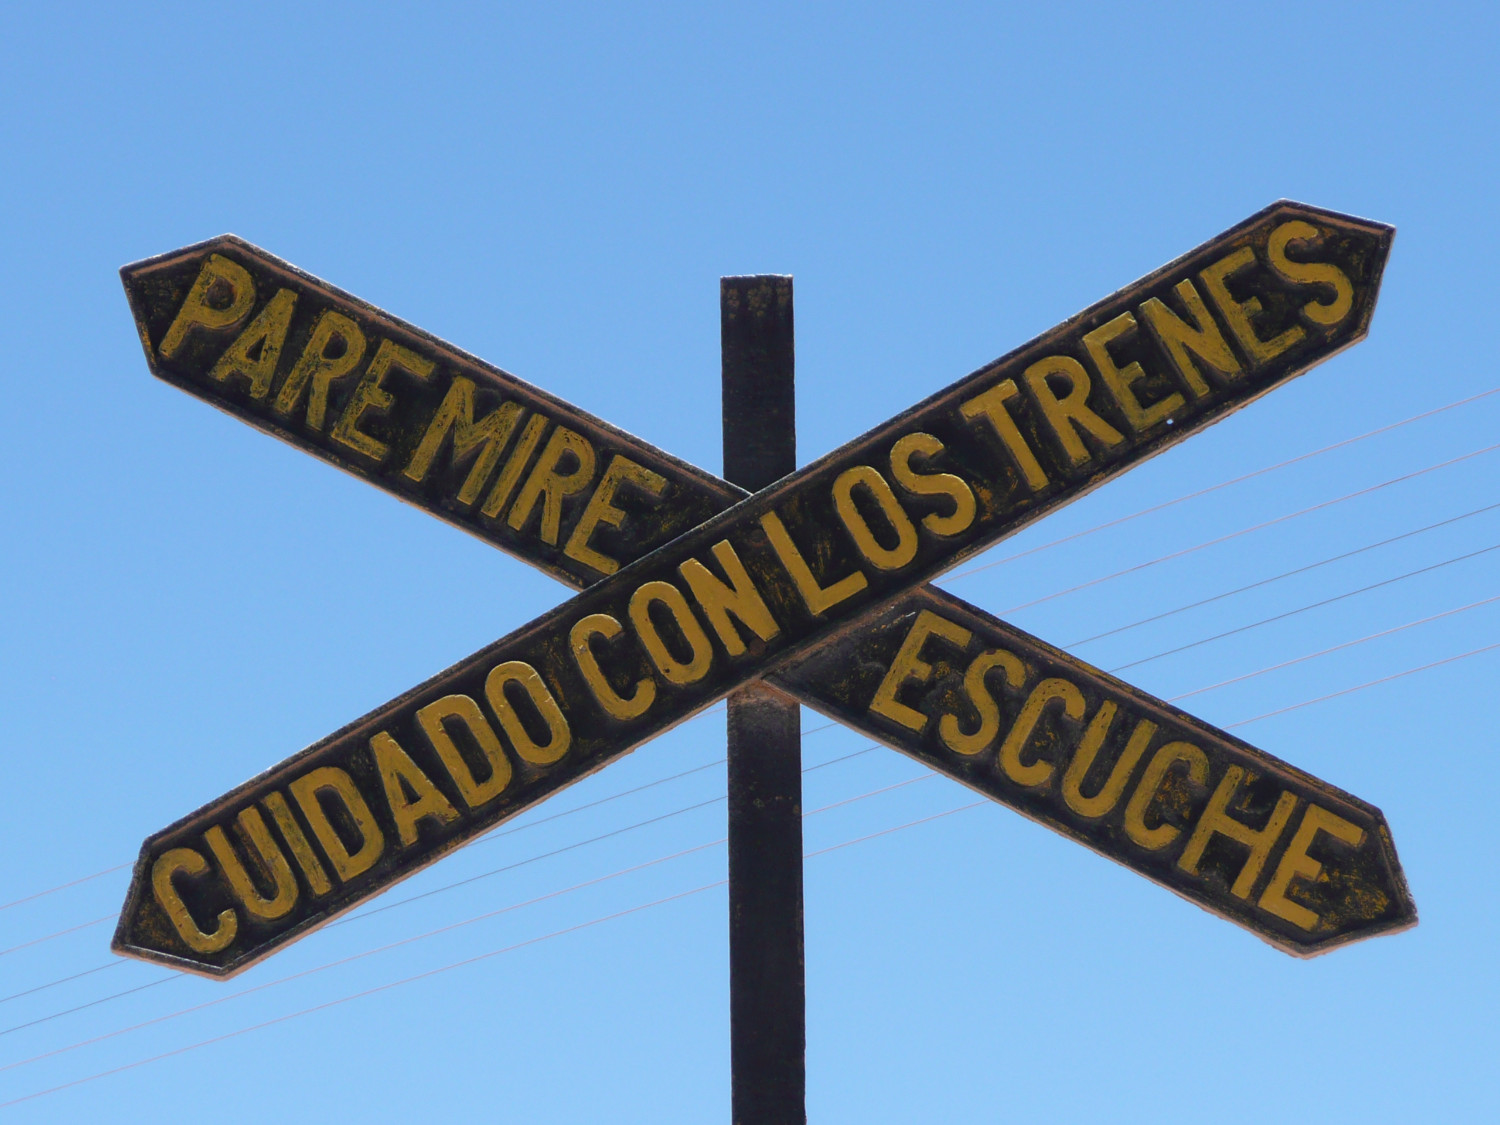 PARE MIRE
CUIDADO CON LOS TRENES
ESCUCHE